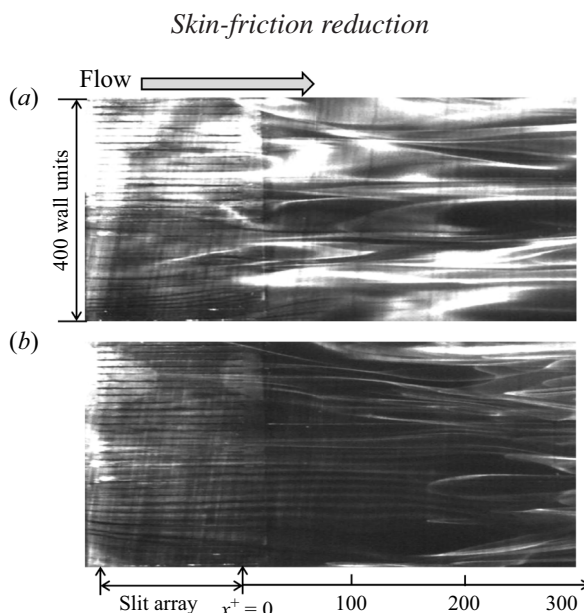 Skin-friction reduction
Flow
(a)
400 wall units
(b)
Slit array
x⁺ = 0
100
200
300